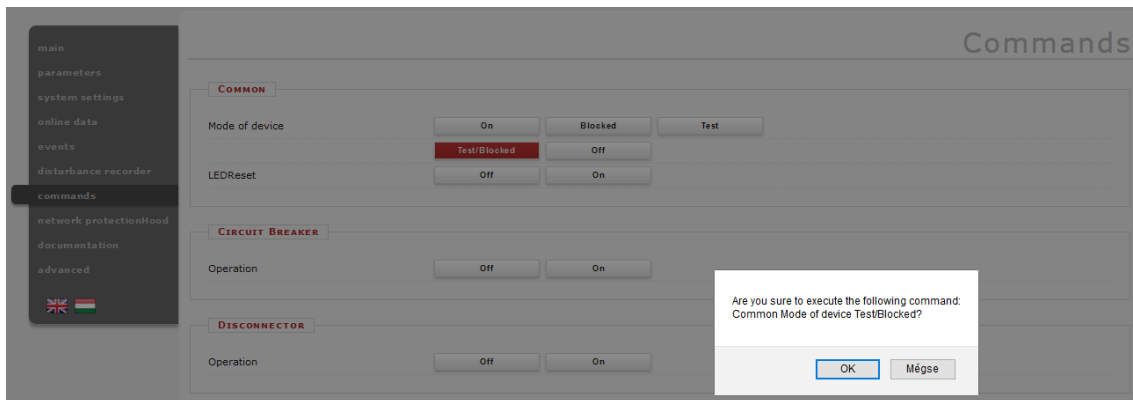 Commands
main
parameters
system settings
online data
events
disturbance recorder
commands
network protectionHood
documentation
advanced
COMMON
Mode of device On Blocked Test
Test/Blocked Off
LEDReset Off On
CIRCUIT BREAKER
Operation Off On
DISCONNECTOR
Operation Off On
Are you sure to execute the following command:
Common Mode of device Test/Blocked?
OK Mégse